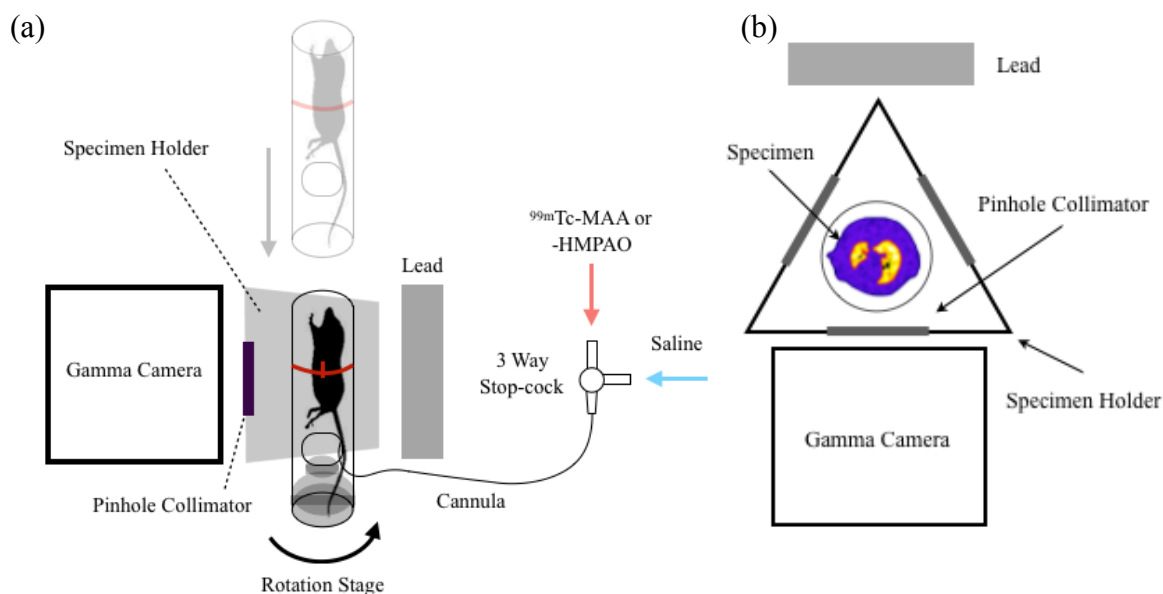 (a)
Specimen Holder
Lead
Gamma Camera
Pinhole Collimator
Rotation Stage
Cannula
99mTc-MAA or
-HMPAO
3 Way
Stop-cock
Saline
(b)
Lead
Specimen
Pinhole Collimator
Specimen Holder
Gamma Camera